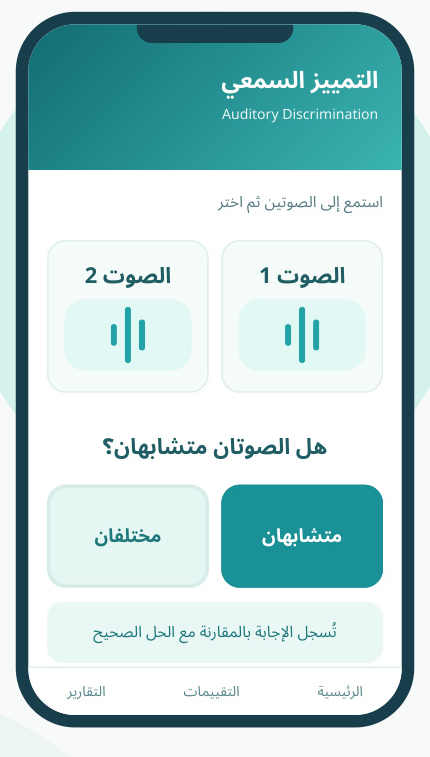 التمييز السمعي
Auditory Discrimination
استمع إلى الصوتين ثم اختر
الصوت 1
الصوت 2
هل الصوتان متشابهان؟
متشابهان
مختلفان
تُسجل الإجابة بالمقارنة مع الحل الصحيح
الرئيسية
التقييمات
التقارير